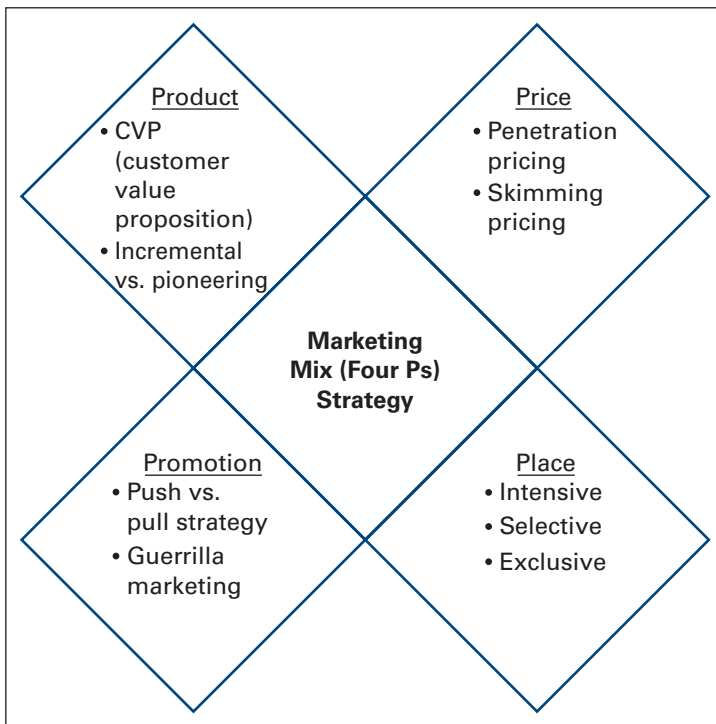 Product
• CVP
(customer
value
proposition)
• Incremental
vs. pioneering
Price
• Penetration
pricing
• Skimming
pricing
Marketing
Mix (Four Ps)
Strategy
Promotion
• Push vs.
pull strategy
• Guerrilla
marketing
Place
• Intensive
• Selective
• Exclusive